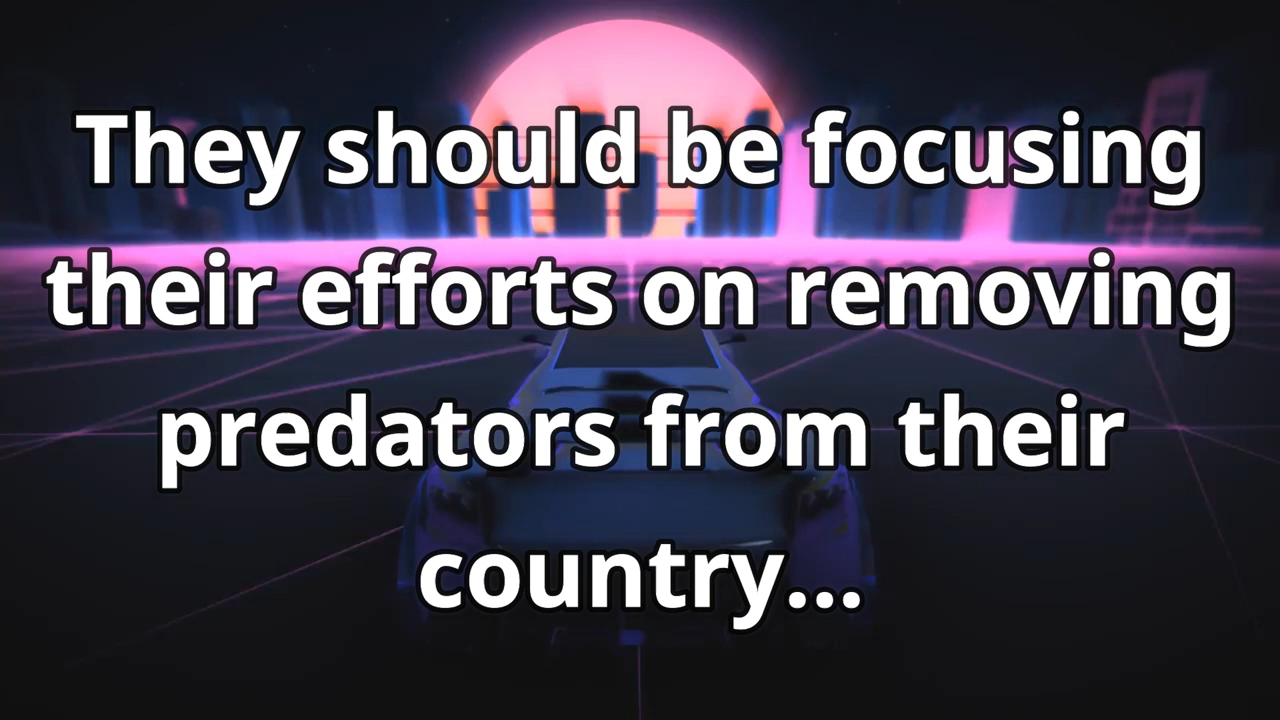 They should be focusing
their efforts on removing
predators from their
country...